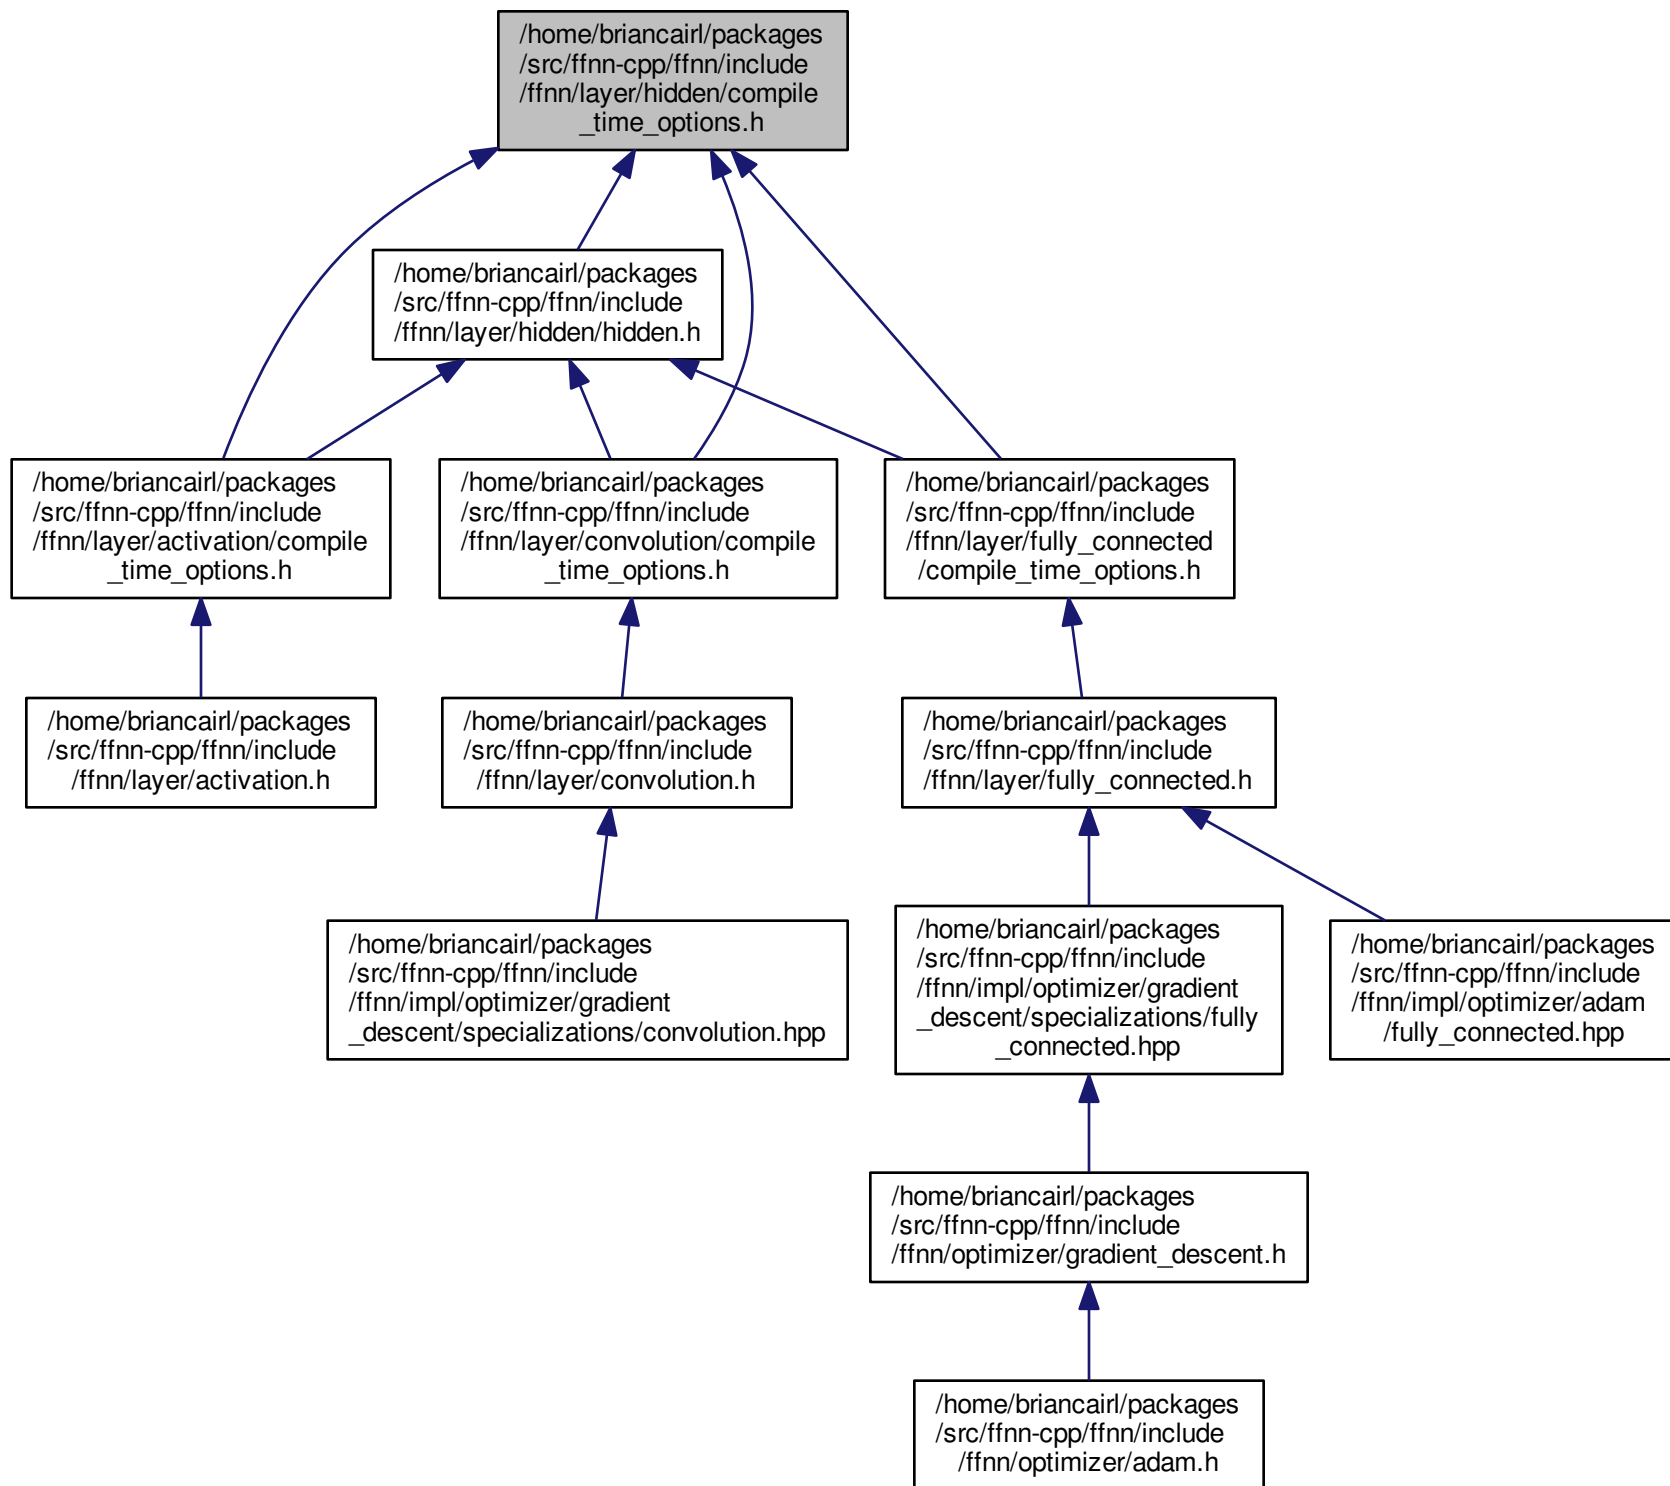 /home/briancairl/packages
/src/ffnn-cpp/ffnn/include
/ffnn/layer/hidden/compile
_time_options.h
/home/briancairl/packages
/src/ffnn-cpp/ffnn/include
/ffnn/layer/hidden/hidden.h
/home/briancairl/packages
/src/ffnn-cpp/ffnn/include
/ffnn/layer/activation/compile
_time_options.h
/home/briancairl/packages
/src/ffnn-cpp/ffnn/include
/ffnn/layer/convolution/compile
_time_options.h
/home/briancairl/packages
/src/ffnn-cpp/ffnn/include
/ffnn/layer/fully_connected
/compile_time_options.h
/home/briancairl/packages
/src/ffnn-cpp/ffnn/include
/ffnn/layer/activation.h
/home/briancairl/packages
/src/ffnn-cpp/ffnn/include
/ffnn/layer/convolution.h
/home/briancairl/packages
/src/ffnn-cpp/ffnn/include
/ffnn/layer/fully_connected.h
/home/briancairl/packages
/src/ffnn-cpp/ffnn/include
/ffnn/impl/optimizer/gradient
_descent/specializations/convolution.hpp
/home/briancairl/packages
/src/ffnn-cpp/ffnn/include
/ffnn/impl/optimizer/gradient
_descent/specializations/fully
_connected.hpp
/home/briancairl/packages
/src/ffnn-cpp/ffnn/include
/ffnn/impl/optimizer/adam
/fully_connected.hpp
/home/briancairl/packages
/src/ffnn-cpp/ffnn/include
/ffnn/optimizer/gradient_descent.h
/home/briancairl/packages
/src/ffnn-cpp/ffnn/include
/ffnn/optimizer/adam.h